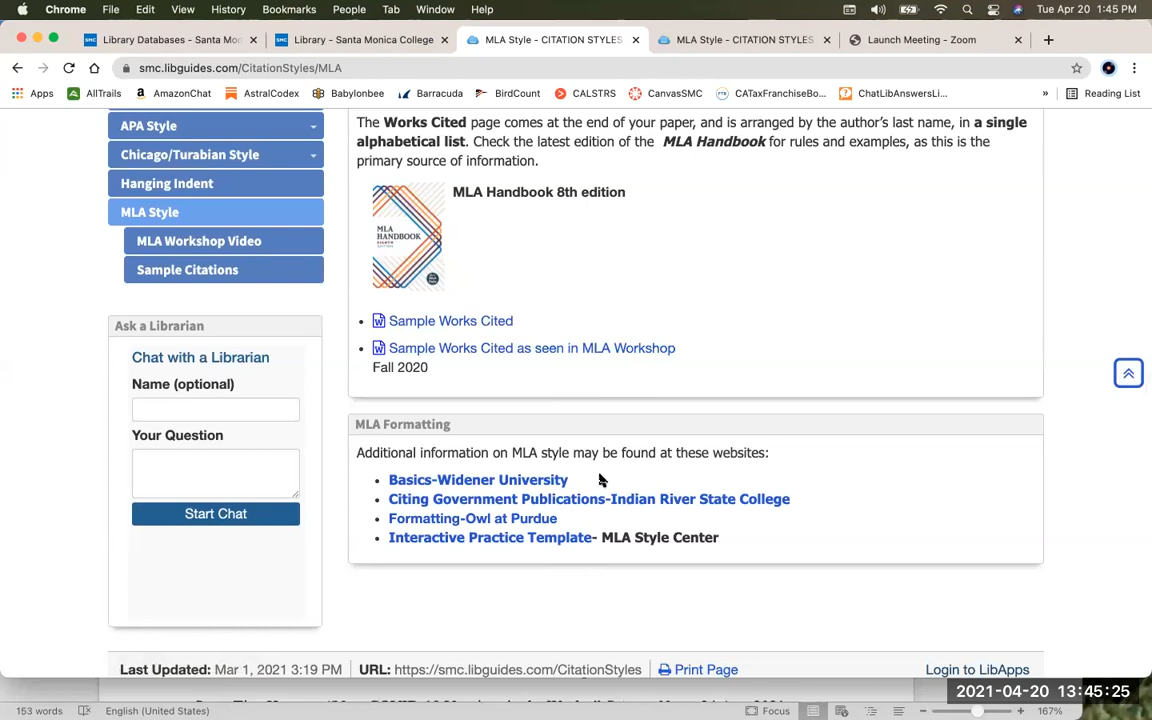 Chrome File Edit View History Bookmarks People Tab Window Help Tue Apr 20 1:45 PM
Library Databases - Santa Mon Library - Santa Monica College MLA Style - CITATION STYLES MLA Style - CITATION STYLES Launch Meeting - Zoom
smc.libguides.com/CitationStyles/MLA
Apps AllTrails AmazonChat AstralCodex Babylonbee Barracuda BirdCount CALSTRS CanvasSMC CATaxFranchiseBo... ChatLibAnswersLi... » Reading List
APA Style
Chicago/Turabian Style
Hanging Indent
MLA Style
MLA Workshop Video
Sample Citations
Ask a Librarian
Chat with a Librarian
Name (optional)
Your Question
Start Chat
The Works Cited page comes at the end of your paper, and is arranged by the author's last name, in a single
alphabetical list. Check the latest edition of the MLA Handbook for rules and examples, as this is the
primary source of information.
MLA
HANDBOOK
EIGHTH
EDITION
MLA Handbook 8th edition
• Sample Works Cited
• Sample Works Cited as seen in MLA Workshop
Fall 2020
MLA Formatting
Additional information on MLA style may be found at these websites:
• Basics-Widener University
• Citing Government Publications-Indian River State College
• Formatting-Owl at Purdue
• Interactive Practice Template- MLA Style Center
Last Updated: Mar 1, 2021 3:19 PM URL: https://smc.libguides.com/CitationStyles Print Page Login to LibApps
2021-04-20 13:45:25
153 words English (United States) Focus 167%